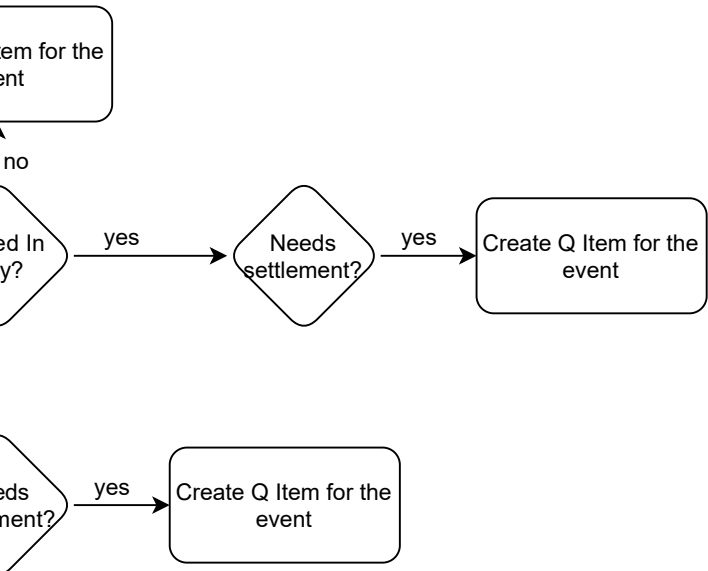 em for the
ent
no
ed In
y?
yes
Needs
settlement?
yes
Create Q Item for the
event
eds
ment?
yes
Create Q Item for the
event